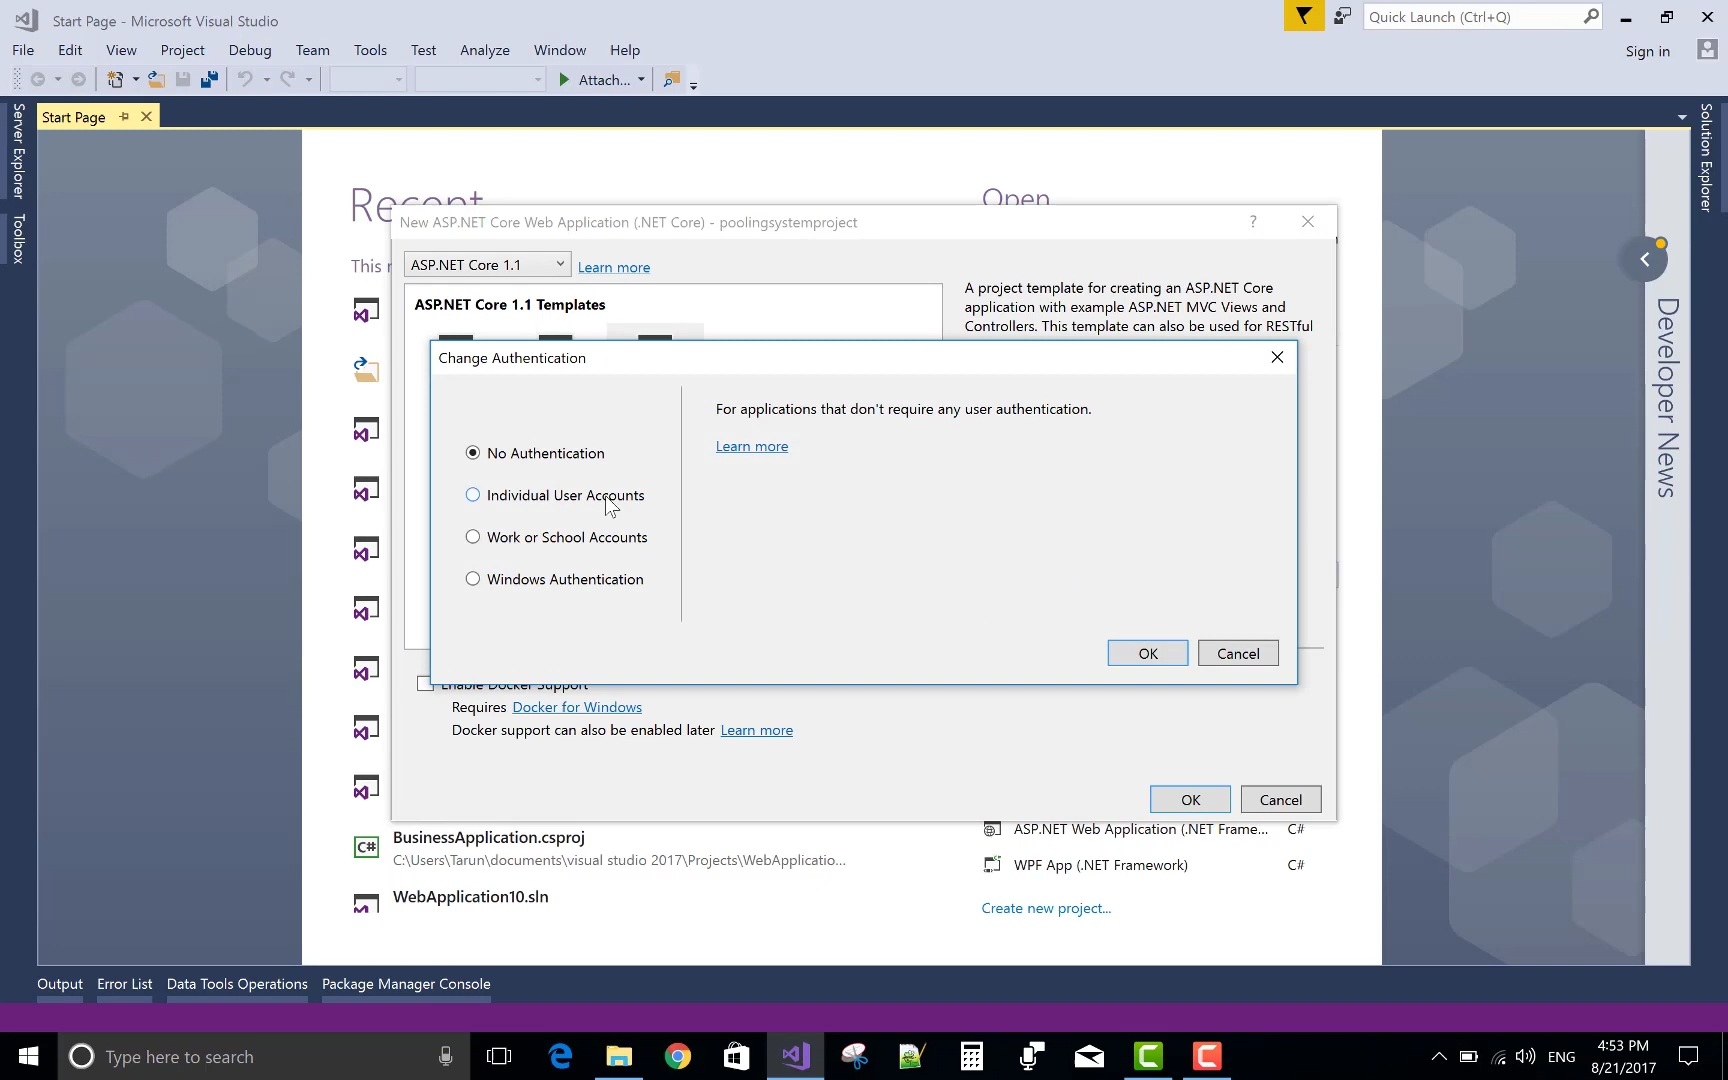 Start Page - Microsoft Visual Studio
Quick Launch (Ctrl+Q)
File Edit View Project Debug Team Tools Test Analyze Window Help
Sign in
Attach...
Server Explorer
Toolbox
Start Page
Solution Explorer
Developer News
Recent
Open
This
New ASP.NET Core Web Application (.NET Core) - poolingsystemproject
?
ASP.NET Core 1.1
Learn more
ASP.NET Core 1.1 Templates
A project template for creating an ASP.NET Core
application with example ASP.NET MVC Views and
Controllers. This template can also be used for RESTful
Change Authentication
For applications that don't require any user authentication.
Learn more
No Authentication
Individual User Accounts
Work or School Accounts
Windows Authentication
OK Cancel
Enable Docker Support
Requires Docker for Windows
Docker support can also be enabled later Learn more
OK Cancel
C# BusinessApplication.csproj
C:\Users\Tarun\documents\visual studio 2017\Projects\WebApplicatio...
WebApplication10.sln
ASP.NET Web Application (.NET Frame... C#
WPF App (.NET Framework) C#
Create new project...
Output Error List Data Tools Operations Package Manager Console
Type here to search
ENG
4:53 PM
8/21/2017